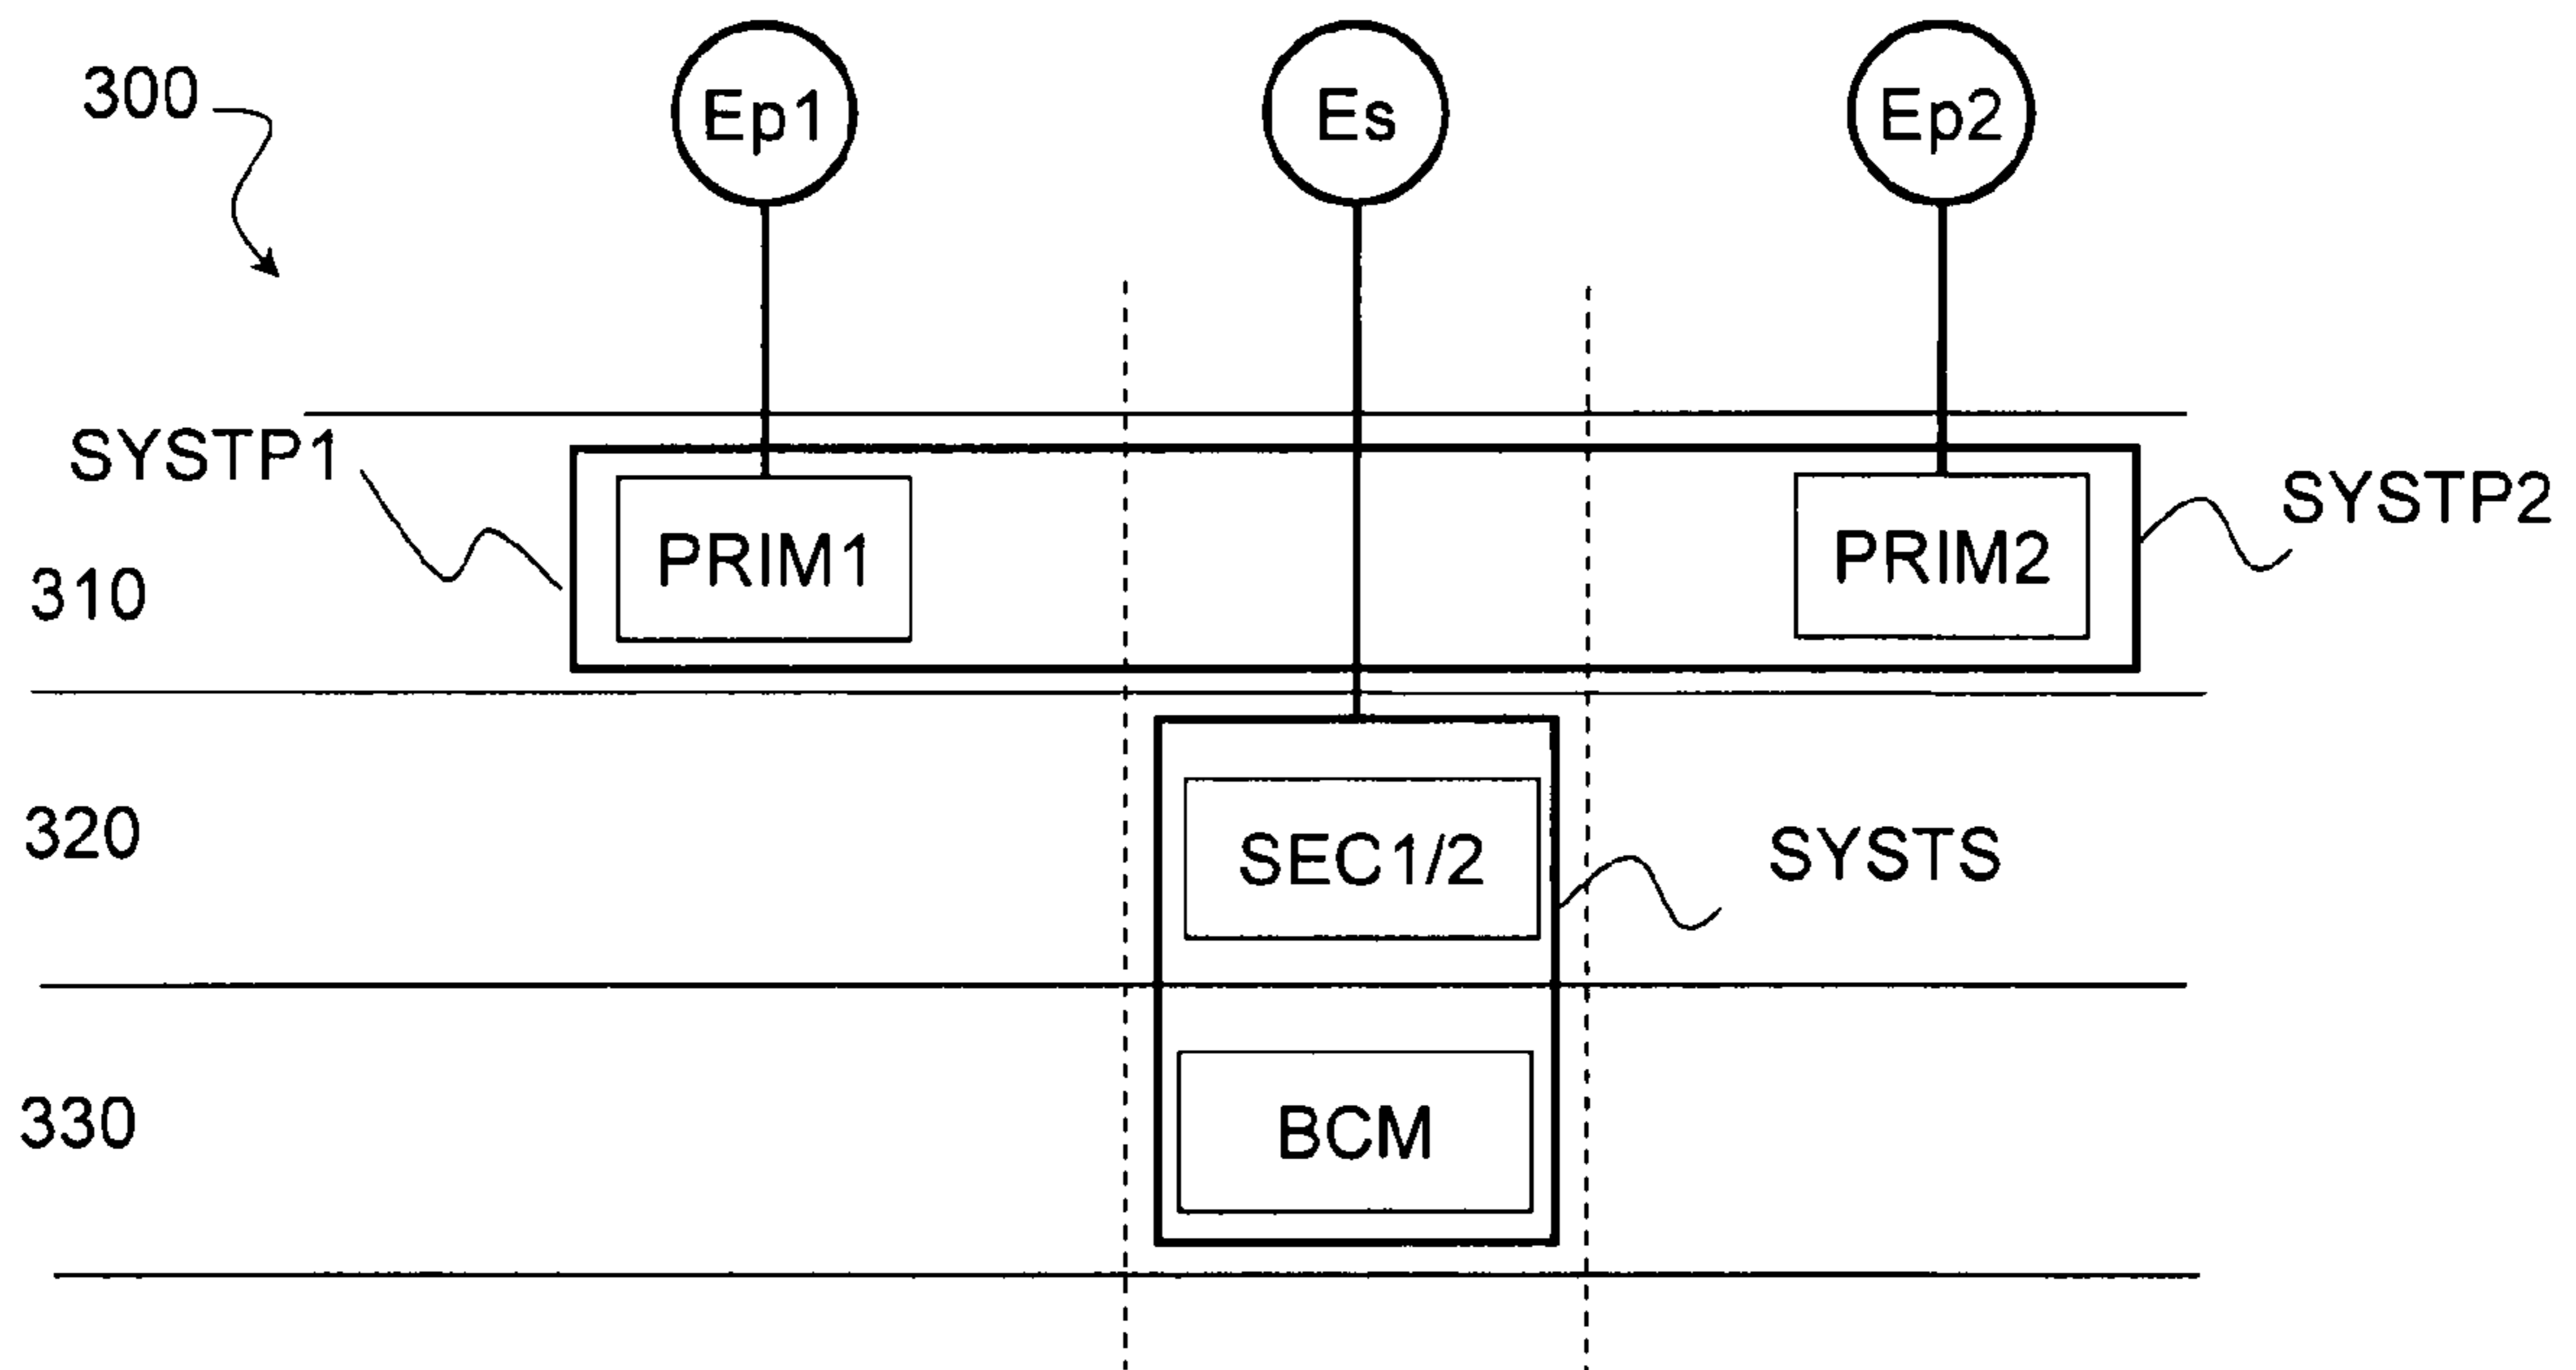 300
Ep1
Es
Ep2
SYSTP1
SYSTP2
310
PRIM1
PRIM2
320
SEC1/2
SYSTS
330
BCM